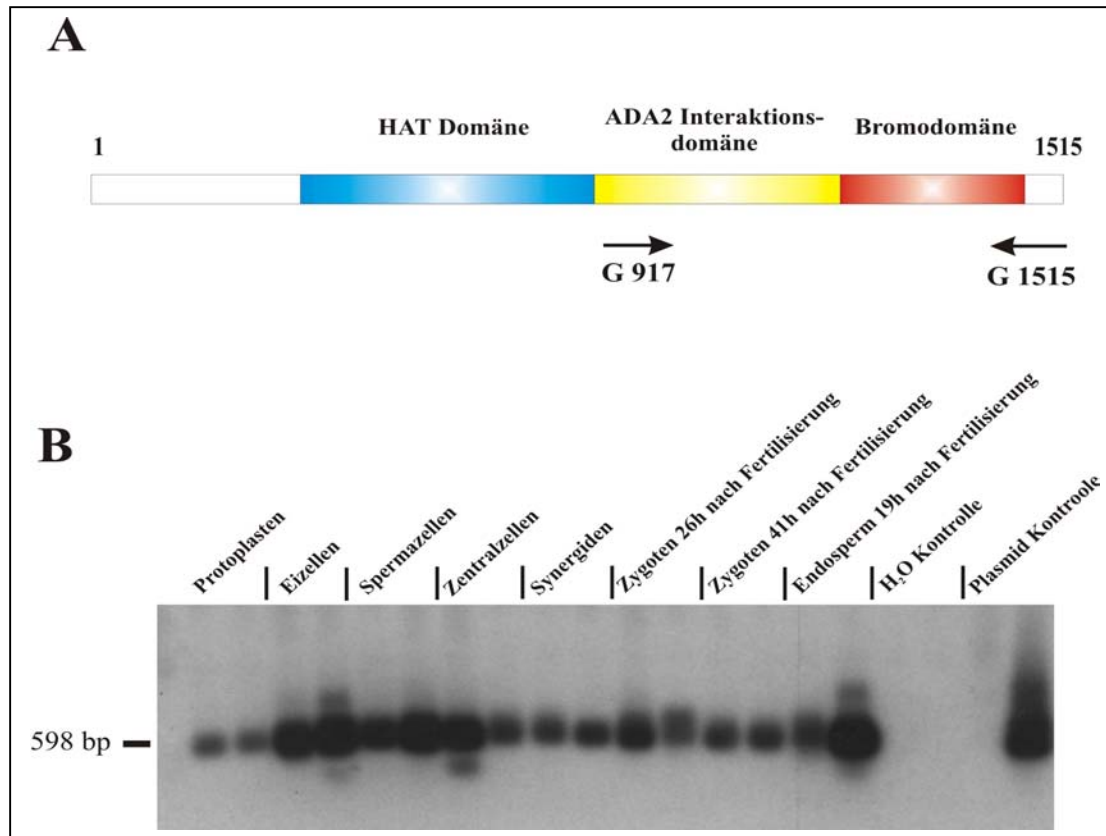 A
HAT Domäne
ADA2 Interaktions-
domäne
Bromodomäne
1
1515
G 917
G 1515
B
Protoplasten
Eizellen
Spermazellen
Zentralzellen
Synergiden
Zygoten 26h nach Fertilisierung
Zygoten 41h nach Fertilisierung
Endosperm 19h nach Fertilisierung
H₂O Kontrolle
Plasmid Kontroole
598 bp